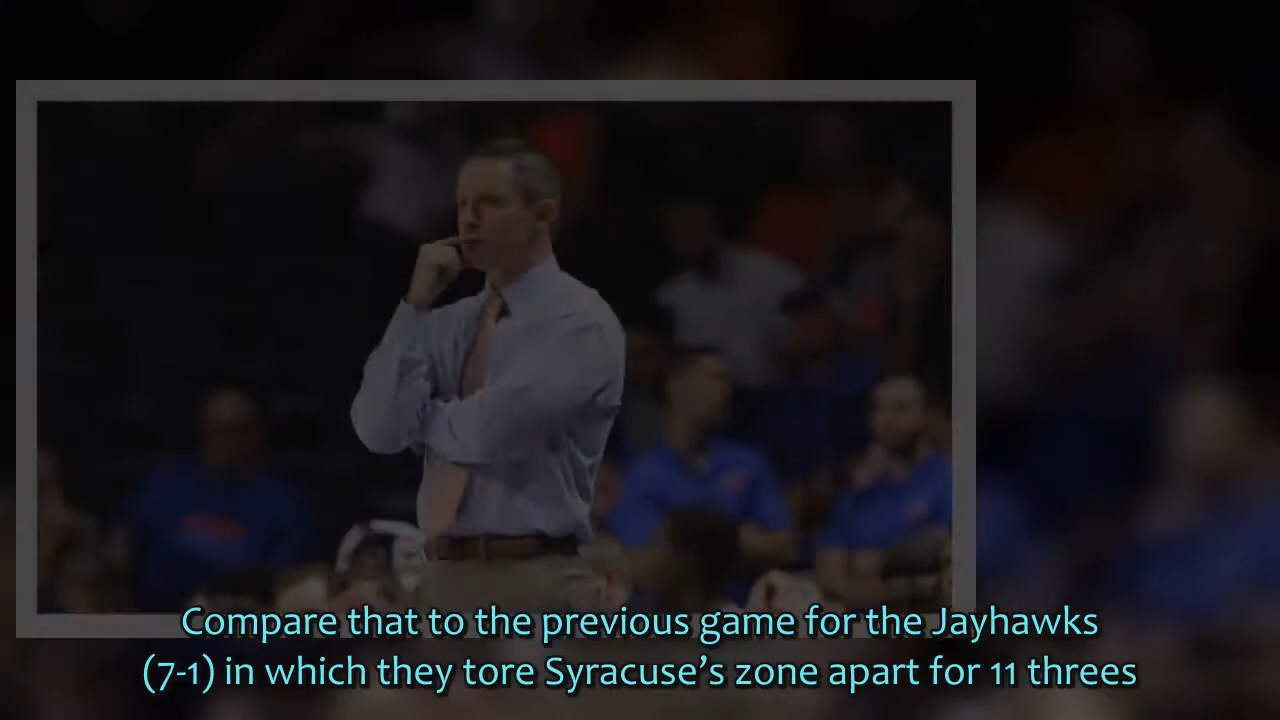 Compare that to the previous game for the Jayhawks
(7-1) in which they tore Syracuse’s zone apart for 11 threes